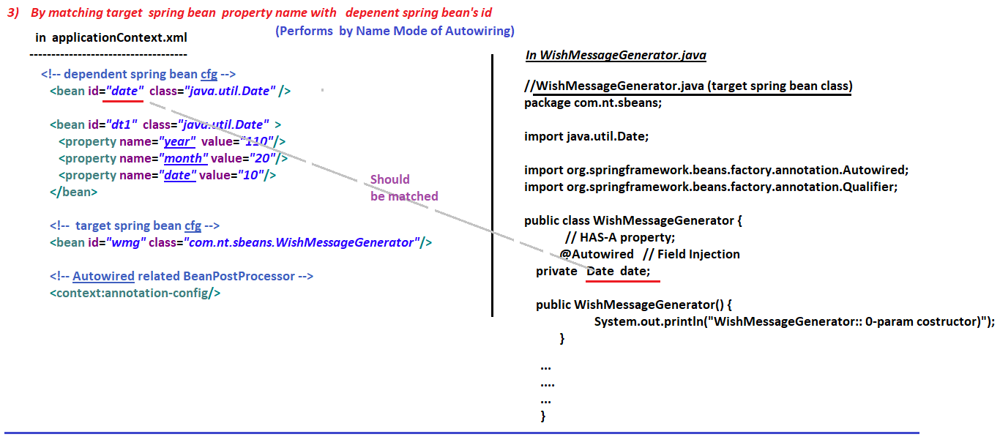 3) By matching target spring bean property name with depenent spring bean's id
(Performs by Name Mode of Autowiring)
in applicationContext.xml
------------------------------------
<!-- dependent spring bean cfg -->
<bean id="date" class="java.util.Date" />
<bean id="dt1" class="java.util.Date" >
<property name="year" value="110"/>
<property name="month" value="20"/>
<property name="date" value="10"/>
</bean>
<!-- target spring bean cfg -->
<bean id="wmg" class="com.nt.sbeans.WishMessageGenerator"/>
<!-- Autowired related BeanPostProcessor -->
<context:annotation-config/>
Should
be matched
In WishMessageGenerator.java
//WishMessageGenerator.java (target spring bean class)
package com.nt.sbeans;
import java.util.Date;
import org.springframework.beans.factory.annotation.Autowired;
import org.springframework.beans.factory.annotation.Qualifier;
public class WishMessageGenerator {
// HAS-A property;
@Autowired // Field Injection
private Date date;
public WishMessageGenerator() {
System.out.println("WishMessageGenerator:: 0-param costructor)");
}
...
....
...
}